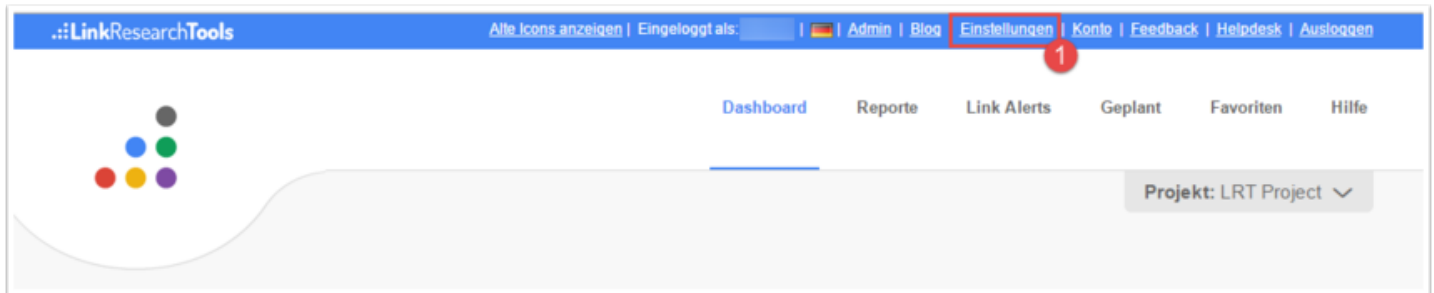 .::LinkResearchTools Alte Icons anzeigen | Eingeloggt als: | | Admin | Blog Einstellungen | Konto | Feedback | Helpdesk | Ausloggen
1
Dashboard Reporte Link Alerts Geplant Favoriten Hilfe
Projekt: LRT Project